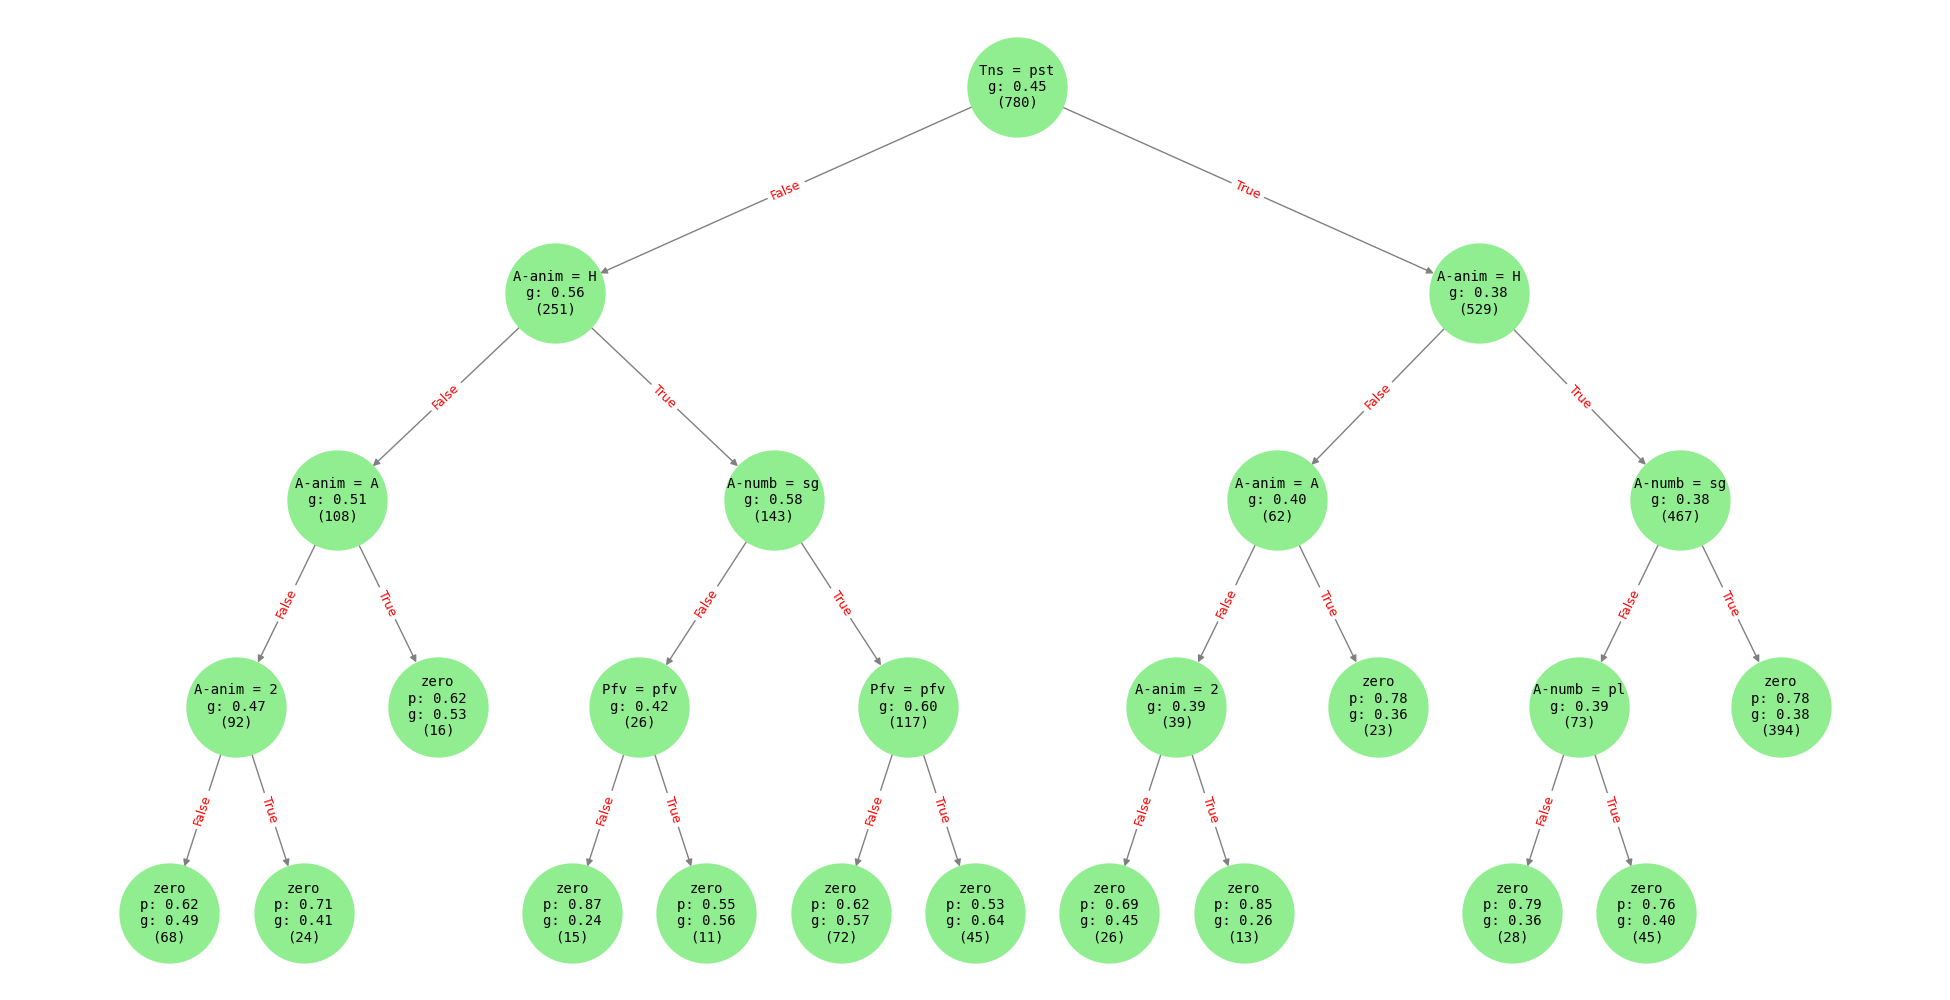 Tns = pst
g: 0.45
(780)
False
True
A-anim = H
g: 0.56
(251)
A-anim = H
g: 0.38
(529)
False
True
False
True
A-anim = A
g: 0.51
(108)
A-numb = sg
g: 0.58
(143)
A-anim = A
g: 0.40
(62)
A-numb = sg
g: 0.38
(467)
False
True
False
True
False
True
False
True
A-anim = 2
g: 0.47
(92)
zero
p: 0.62
g: 0.53
(16)
Pfv = pfv
g: 0.42
(26)
Pfv = pfv
g: 0.60
(117)
A-anim = 2
g: 0.39
(39)
zero
p: 0.78
g: 0.36
(23)
A-numb = pl
g: 0.39
(73)
zero
p: 0.78
g: 0.38
(394)
False
True
False
True
False
True
False
True
False
True
zero
p: 0.62
g: 0.49
(68)
zero
p: 0.71
g: 0.41
(24)
zero
p: 0.87
g: 0.24
(15)
zero
p: 0.55
g: 0.56
(11)
zero
p: 0.62
g: 0.57
(72)
zero
p: 0.53
g: 0.64
(45)
zero
p: 0.69
g: 0.45
(26)
zero
p: 0.85
g: 0.26
(13)
zero
p: 0.79
g: 0.36
(28)
zero
p: 0.76
g: 0.40
(45)